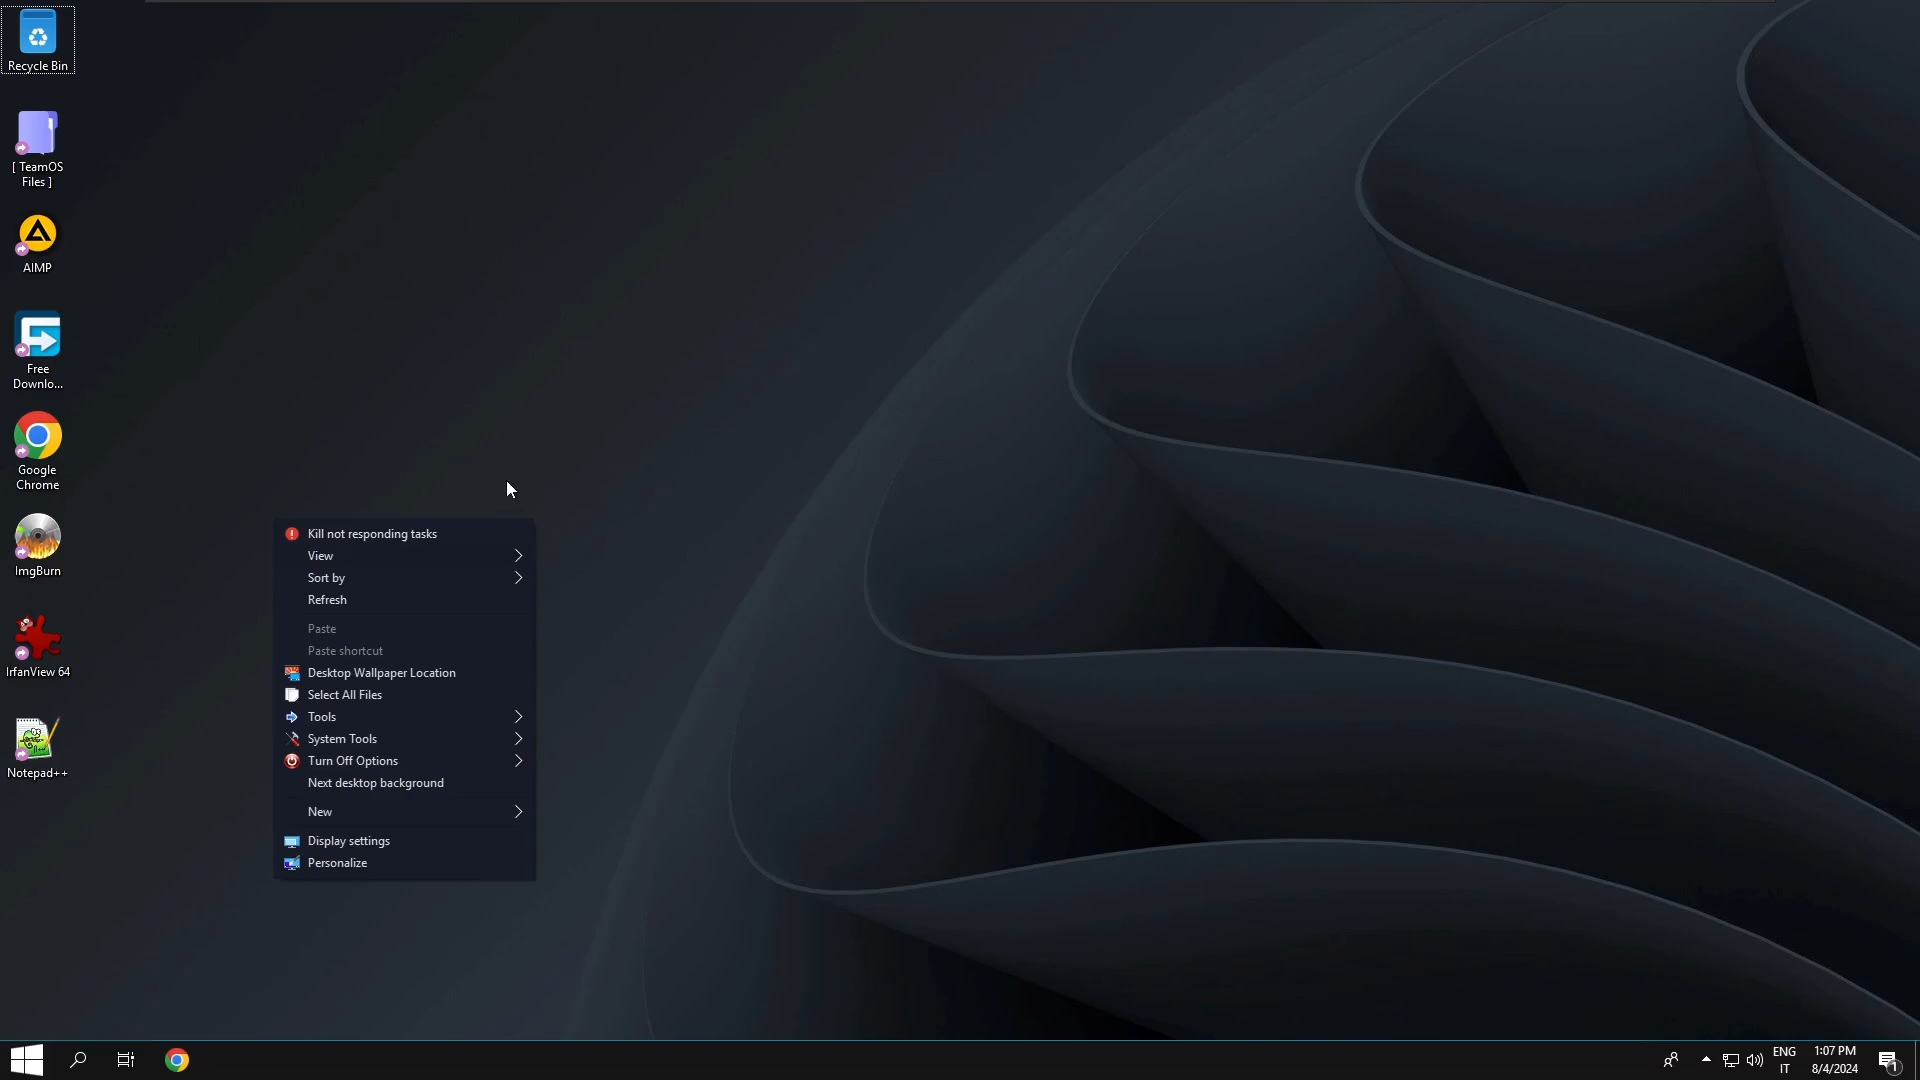 Recycle Bin
[ TeamOS
Files ]
AIMP
Free
Downlo...
Google
Chrome
ImgBurn
IrfanView 64
Notepad++
Kill not responding tasks
View
Sort by
Refresh
Paste
Paste shortcut
Desktop Wallpaper Location
Select All Files
Tools
System Tools
Turn Off Options
Next desktop background
New
Display settings
Personalize
ENG
IT
1:07 PM
8/4/2024
1